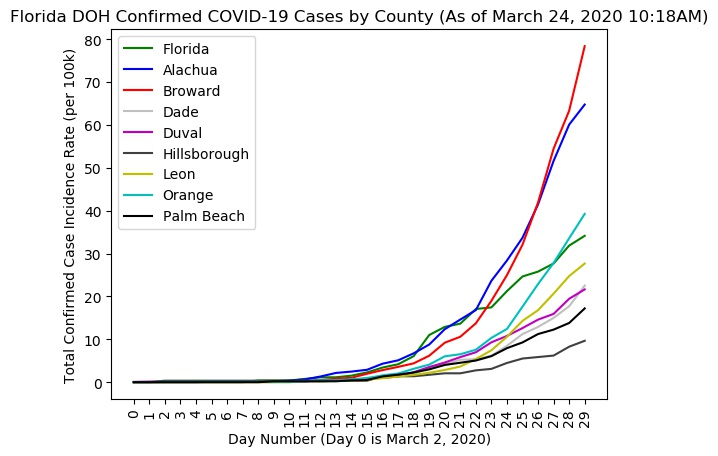 Florida DOH Confirmed COVID-19 Cases by County (As of March 24, 2020 10:18AM)
Total Confirmed Case Incidence Rate (per 100k)
80
70
60
50
40
30
20
10
0
Florida
Alachua
Broward
Dade
Duval
Hillsborough
Leon
Orange
Palm Beach
0 1 2 3 4 5 6 7 8 9 10 11 12 13 14 15 16 17 18 19 20 21 22 23 24 25 26 27 28 29
Day Number (Day 0 is March 2, 2020)